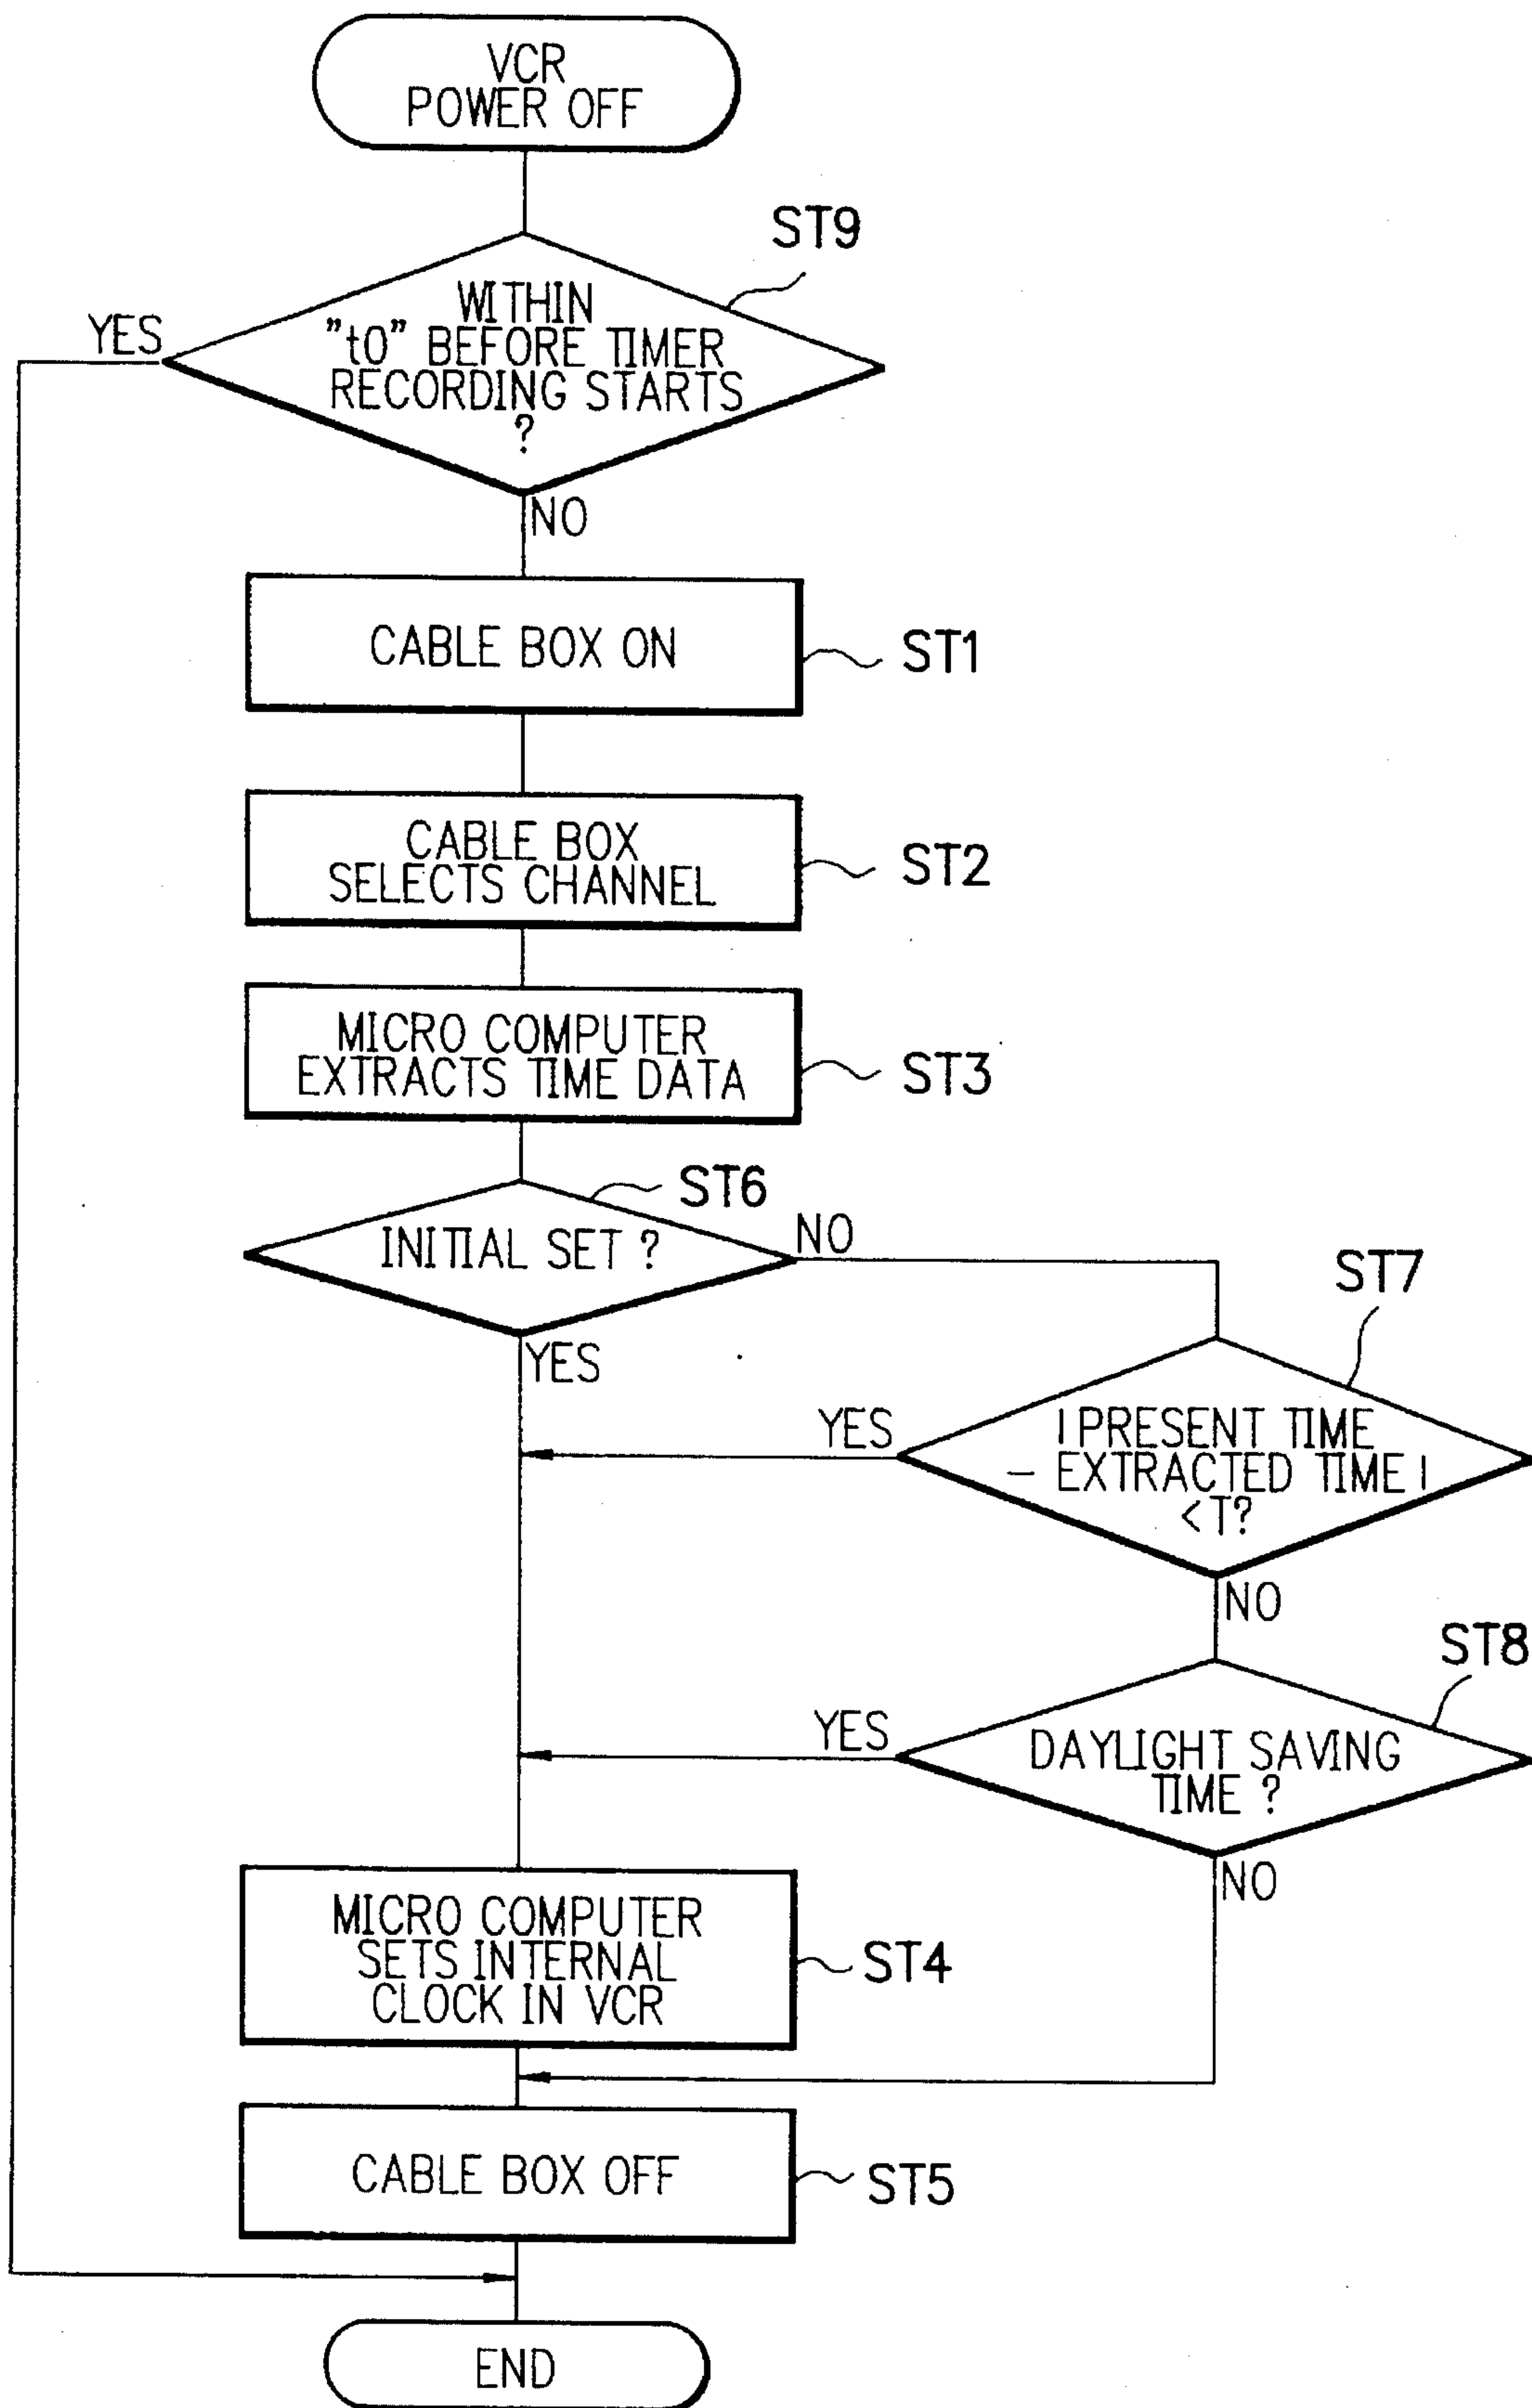 VCR
POWER OFF
ST9
WITHIN
"t0" BEFORE TIMER
RECORDING STARTS
?
YES
NO
CABLE BOX ON
ST1
CABLE BOX
SELECTS CHANNEL
ST2
MICRO COMPUTER
EXTRACTS TIME DATA
ST3
ST6
INITIAL SET ?
NO
YES
ST7
| PRESENT TIME
- EXTRACTED TIME |
<T?
YES
NO
ST8
DAYLIGHT SAVING
TIME ?
YES
NO
MICRO COMPUTER
SETS INTERNAL
CLOCK IN VCR
ST4
CABLE BOX OFF
ST5
END